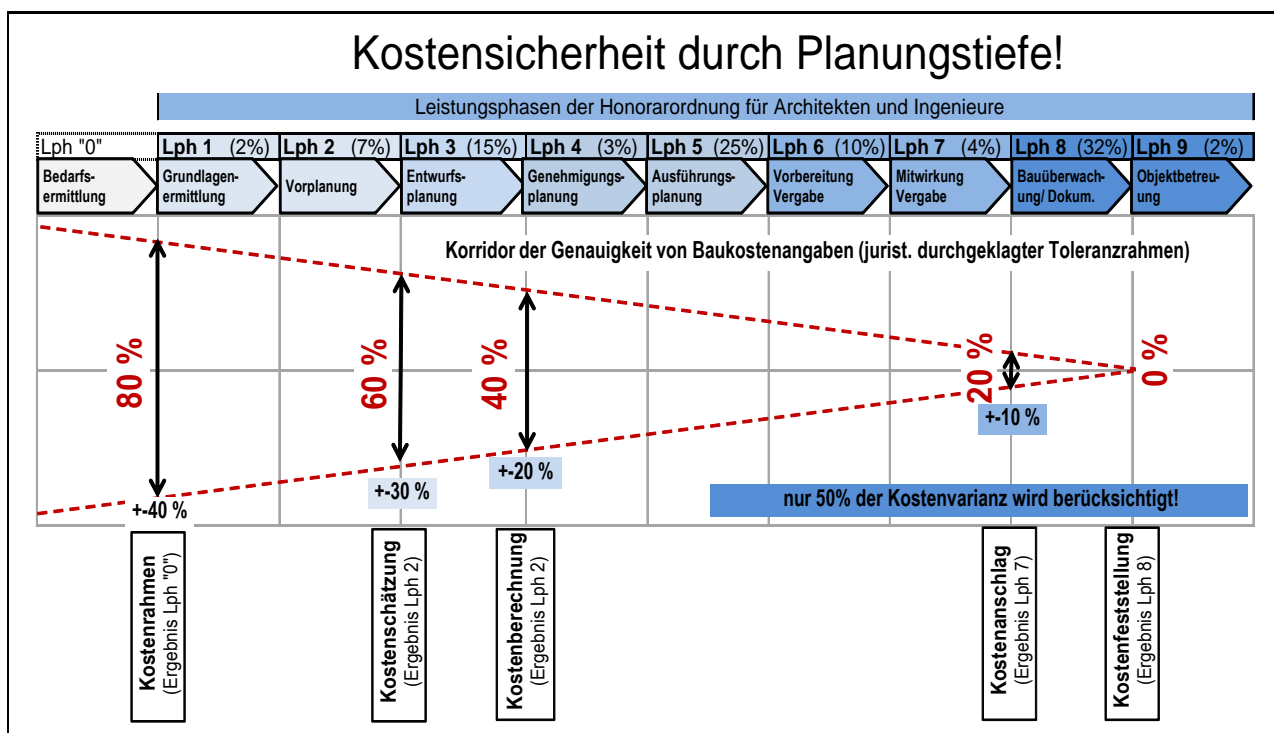 Kostensicherheit durch Planungstiefe!
Leistungsphasen der Honorarordnung für Architekten und Ingenieure
Lph "0"
Lph 1 (2%)
Lph 2 (7%)
Lph 3 (15%)
Lph 4 (3%)
Lph 5 (25%)
Lph 6 (10%)
Lph 7 (4%)
Lph 8 (32%)
Lph 9 (2%)
Bedarfs-
ermittlung
Grundlagen-
ermittlung
Vorplanung
Entwurfs-
planung
Genehmigungs-
planung
Ausführungs-
planung
Vorbereitung
Vergabe
Mitwirkung
Vergabe
Bauüberwach-
ung/ Dokum.
Objektbetreu-
ung
Korridor der Genauigkeit von Baukostenangaben (jurist. durchgeklagter Toleranzrahmen)
80 %
60 %
40 %
20 %
0 %
+-40 %
+-30 %
+-20 %
+-10 %
nur 50% der Kostenvarianz wird berücksichtigt!
Kostenrahmen
(Ergebnis Lph "0")
Kostenschätzung
(Ergebnis Lph 2)
Kostenberechnung
(Ergebnis Lph 2)
Kostenanschlag
(Ergebnis Lph 7)
Kostenfeststellung
(Ergebnis Lph 8)